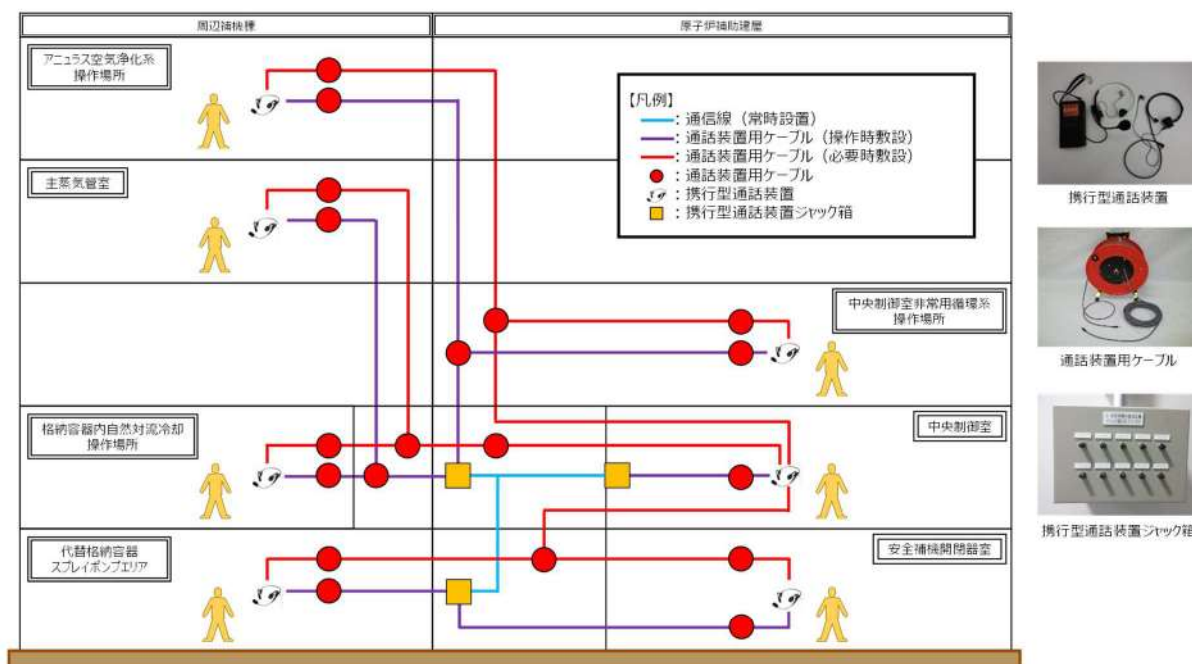 周辺補機棟
原子炉補助建屋
アニュラス空気浄化系
操作場所
【凡例】
：通信線（常時設置）
：通話装置用ケーブル（操作時敷設）
：通話装置用ケーブル（必要時敷設）
：通話装置用ケーブル
：携行型通話装置
：携行型通話装置ジャック箱
主蒸気管室
中央制御室非常用循環系
操作場所
格納容器内自然対流冷却
操作場所
中央制御室
代替格納容器
スプレイポンプエリア
安全補機開閉器室
携行型通話装置
通話装置用ケーブル
携行型通話装置ジャック箱